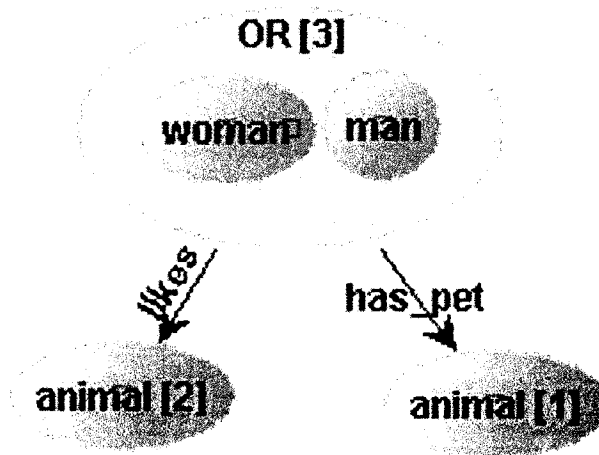 OR [3]
woman
man
likes
has_pet
animal [2]
animal [1]